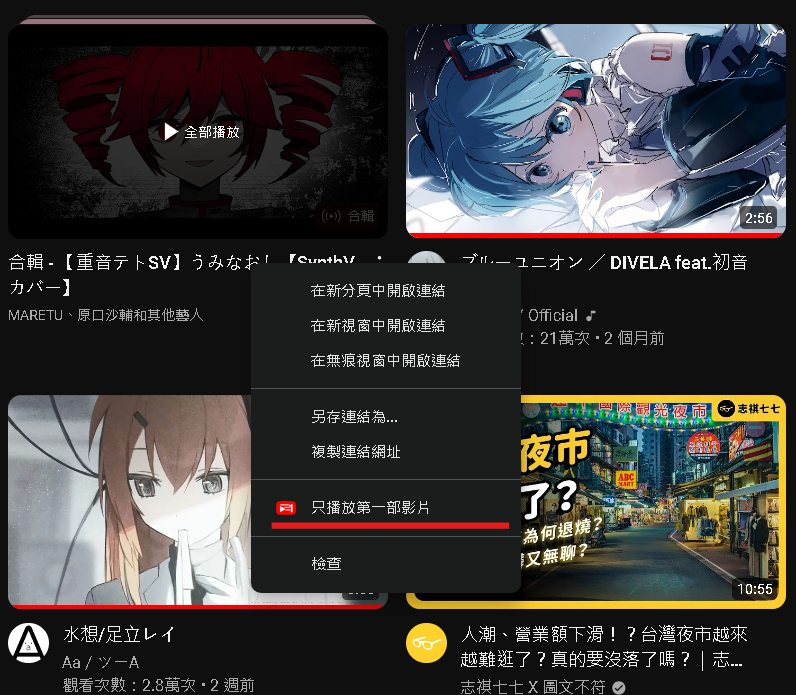 全部播放
合輯
2:56
合輯 -【重音テトSV】うみなおし【SynthV
カバー】
MARETU、原口沙輔和其他藝人
ブルーユニオン ／ DIVELA feat.初音
/ Official
：21萬次 • 2 個月前
在新分頁中開啟連結
在新視窗中開啟連結
在無痕視窗中開啟連結
另存連結為...
複製連結網址
只播放第一部影片
檢查
國際觀光夜市
志祺七七
夜市
了？
ABC
MART
為何退燒？
又無聊？
10:55
水想/足立レイ
Aa / ツーA
觀看次數：2.8萬次 • 2 週前
人潮、營業額下滑！？台灣夜市越來
越難逛了？真的要沒落了嗎？｜志...
志祺七七 X 圖文不符